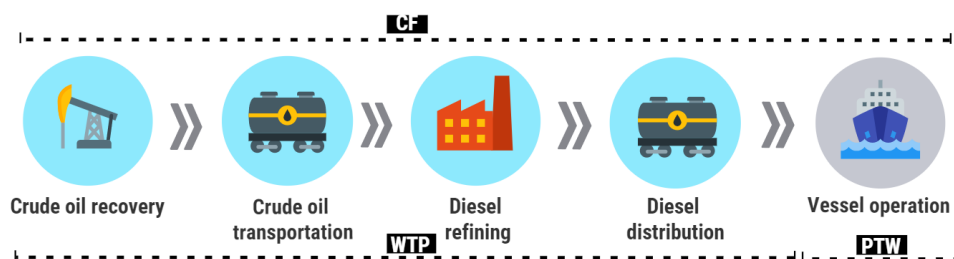 CF
Crude oil recovery
Crude oil
transportation
Diesel
refining
Diesel
distribution
Vessel operation
WTP
PTW